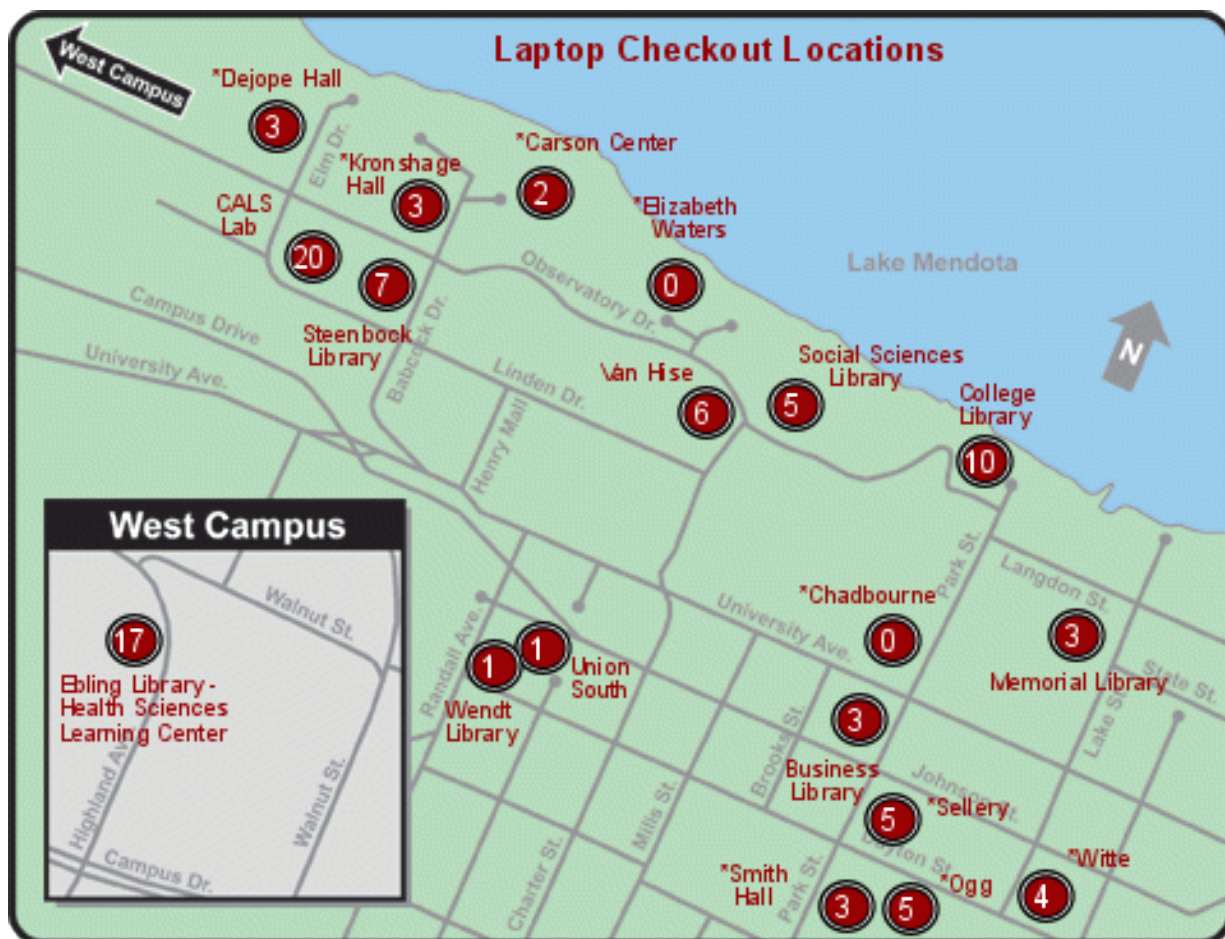 Laptop Checkout Locations
West Campus
*Dejope Hall
3
Elm Dr.
*Kronshage
Hall
3
*Carson Center
2
*Elizabeth
Waters
0
CALS
Lab
20
7
Steenbock
Library
Lake Mendota
N
Observatory Dr.
Campus Drive
University Ave.
Babcock Dr.
Linden Dr.
Henry Mall
Van Hise
6
Social Sciences
Library
5
College
Library
10
Park St.
Langdon St.
*Chadbourne
0
University Ave.
3
Memorial Library
State St.
Lake St.
Randall Ave.
1
1
Union
South
Wendt
Library
3
Business
Library
Brooks St.
Johnson St.
5
*Sellery
Dayton St.
Mills St.
Charter St.
*Smith
Hall
3
Park St.
5
*Ogg
4
*Witte
West Campus
Walnut St.
17
Ebling Library -
Health Sciences
Learning Center
Highland Av
Walnut St.
Campus Dr.